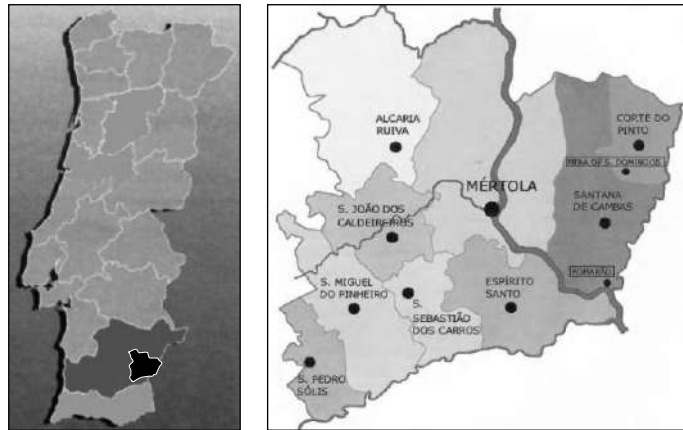 ALCARIA
RUIVA
CORTE DO
PINTO
MINA DE S. DOMINGOS
MÉRTOLA
SANTANA
DE CAMBAS
S. JOÃO DOS
CALDEIREIROS
POMARÃO
S. MIGUEL
DO PINHEIRO
ESPÍRITO
SANTO
S.
SEBASTIÃO
DOS CARROS
S. PEDRO
SÓLIS